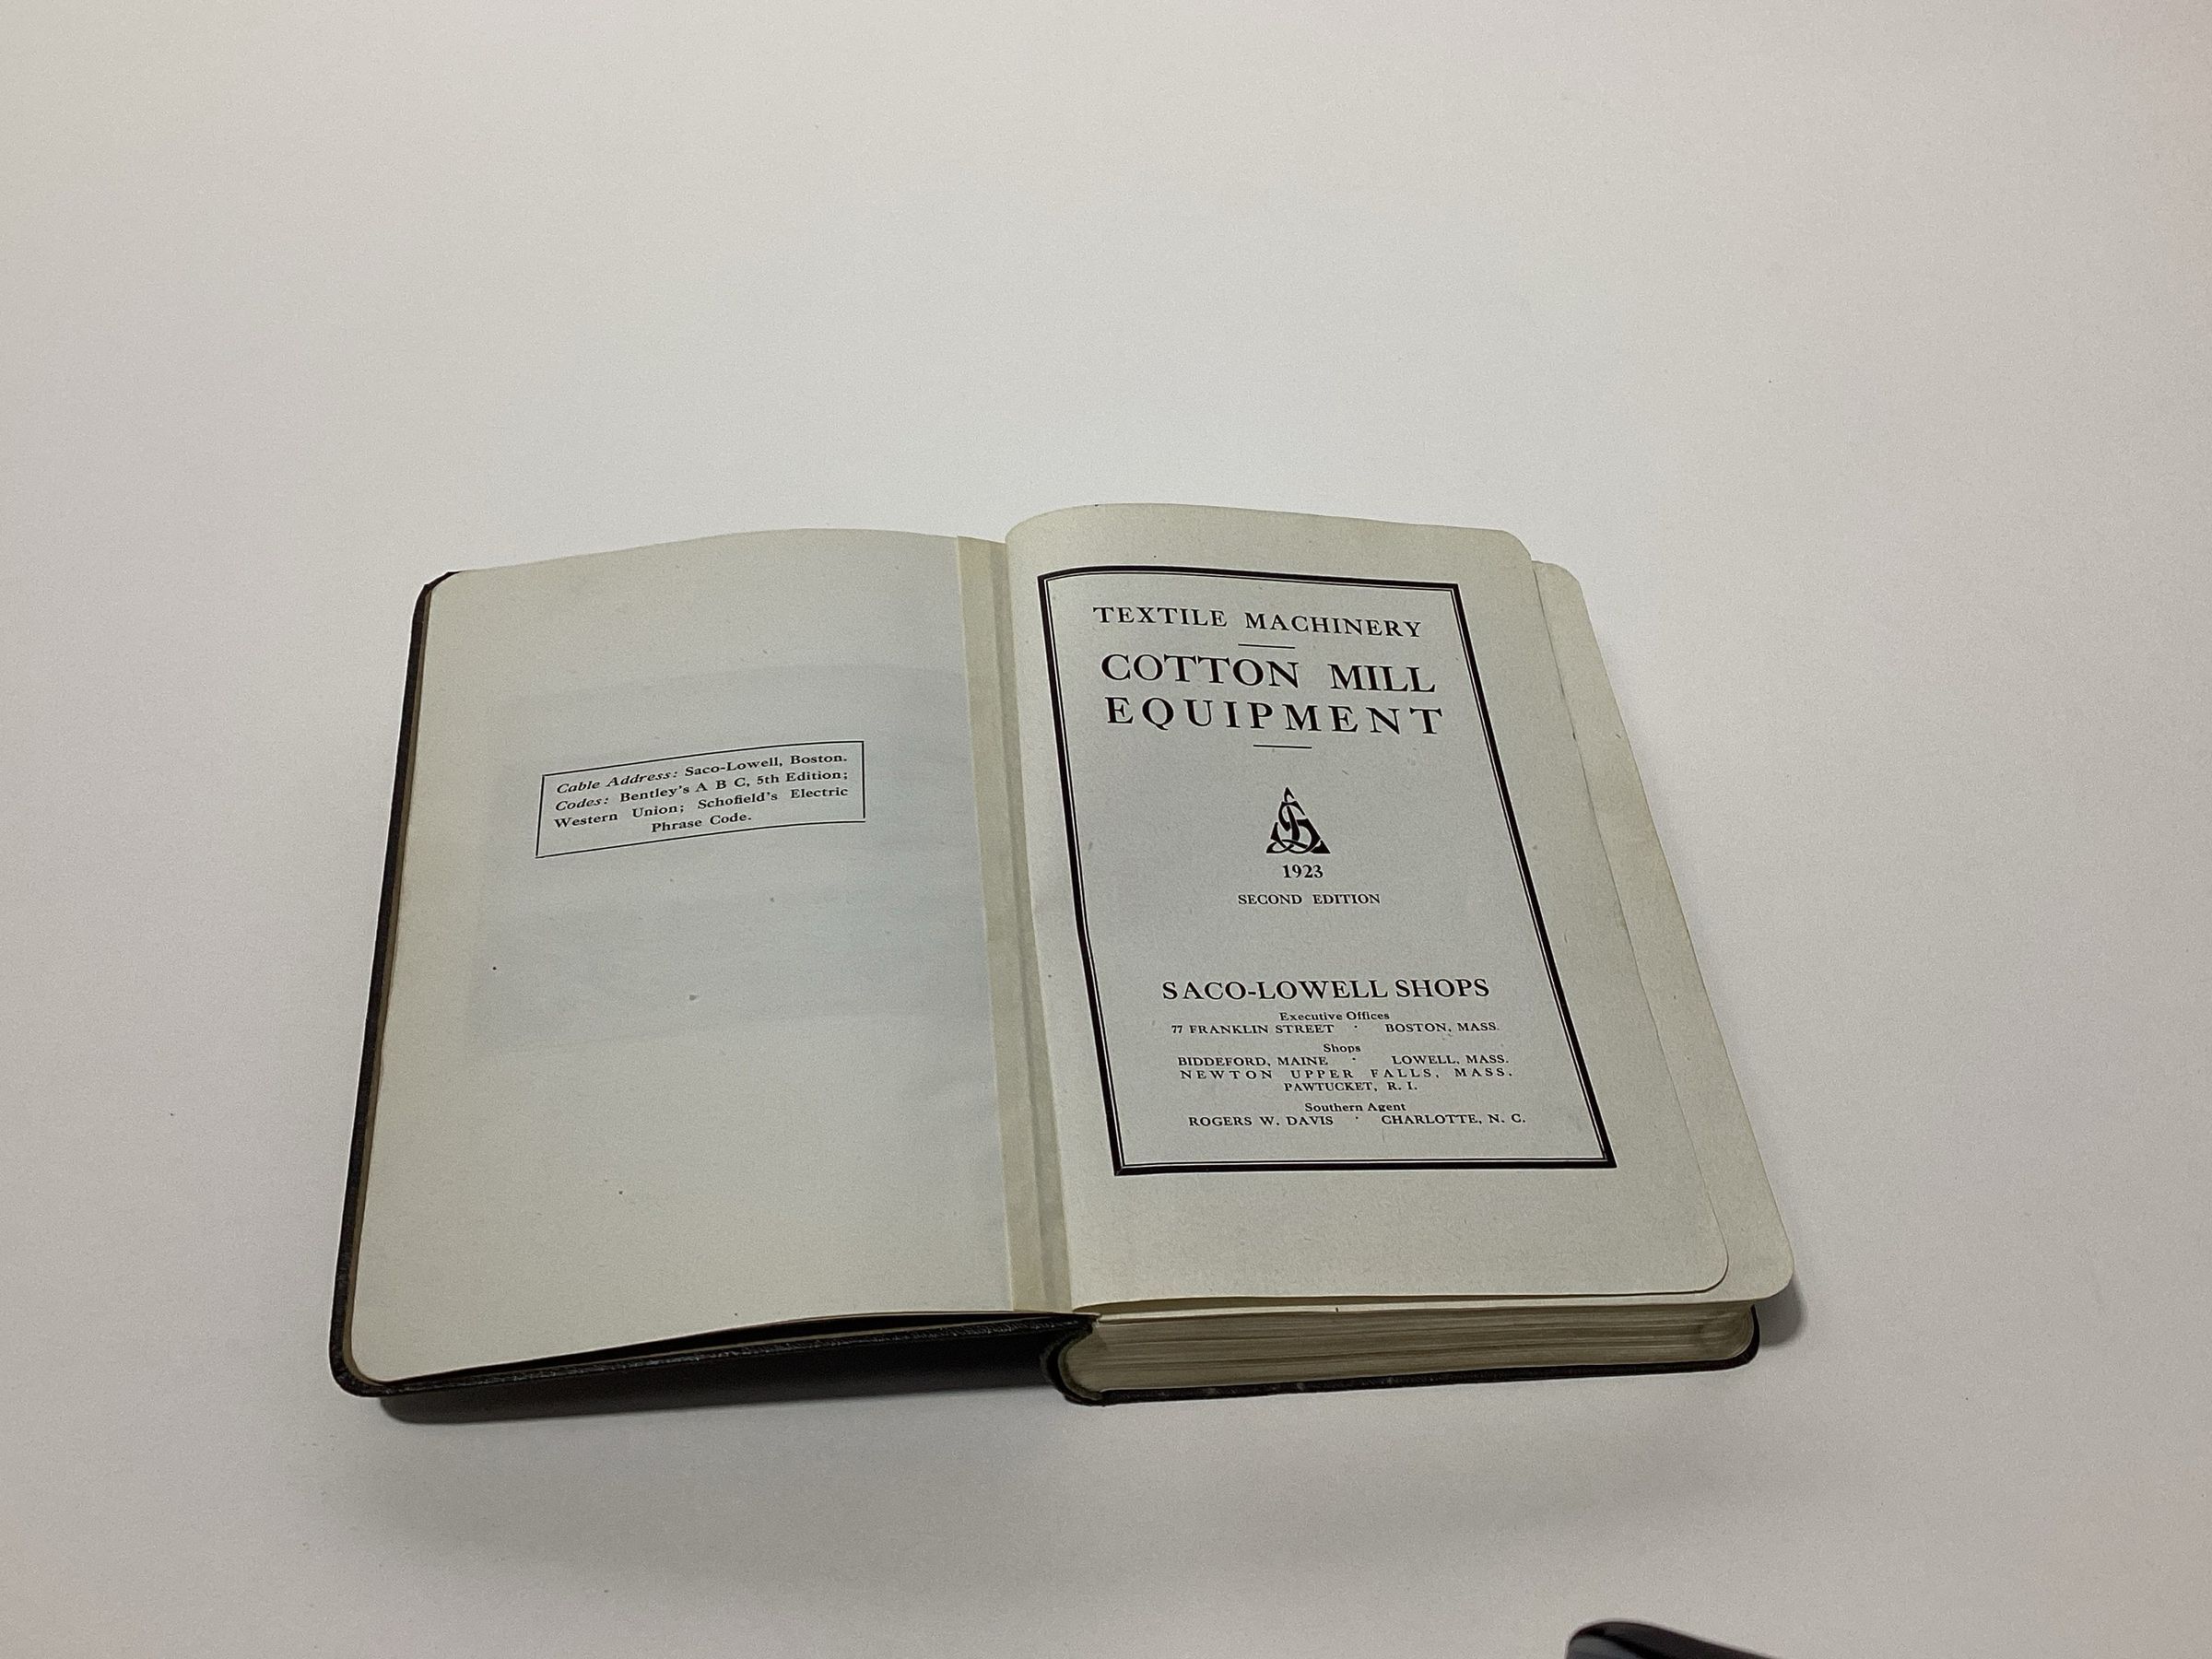 Cable Address: Saco-Lowell, Boston.
Codes: Bentley's A B C, 5th Edition;
Western Union; Schofield's Electric
Phrase Code.
TEXTILE MACHINERY
COTTON MILL
EQUIPMENT
1923
SECOND EDITION
SACO-LOWELL SHOPS
Executive Offices
77 FRANKLIN STREET · BOSTON, MASS.
Shops
BIDDEFORD, MAINE · LOWELL, MASS.
NEWTON UPPER FALLS, MASS.
PAWTUCKET, R. I.
Southern Agent
ROGERS W. DAVIS · CHARLOTTE, N. C.